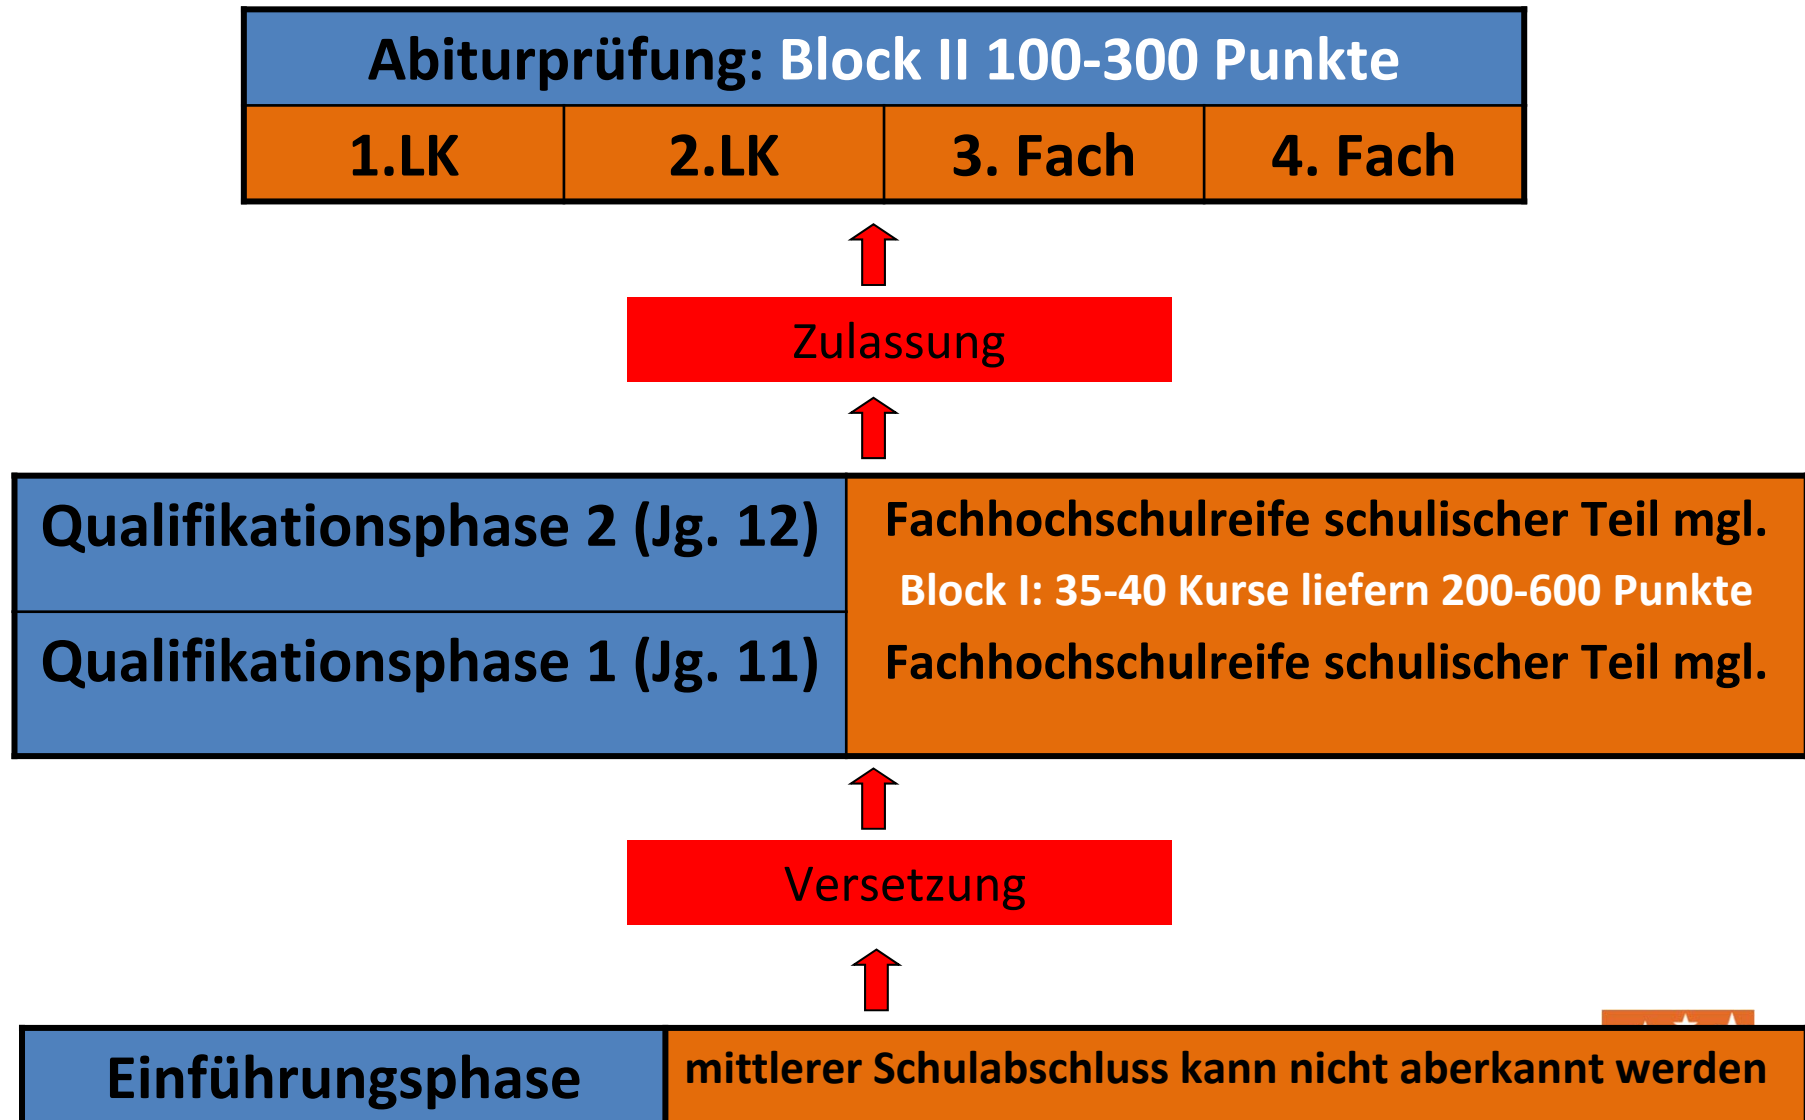 Abiturprüfung: Block II 100-300 Punkte
1.LK 2.LK 3. Fach 4. Fach
Zulassung
Qualifikationsphase 2 (Jg. 12)
Fachhochschulreife schulischer Teil mgl.
Block I: 35-40 Kurse liefern 200-600 Punkte
Qualifikationsphase 1 (Jg. 11)
Fachhochschulreife schulischer Teil mgl.
Versetzung
Einführungsphase
mittlerer Schulabschluss kann nicht aberkannt werden